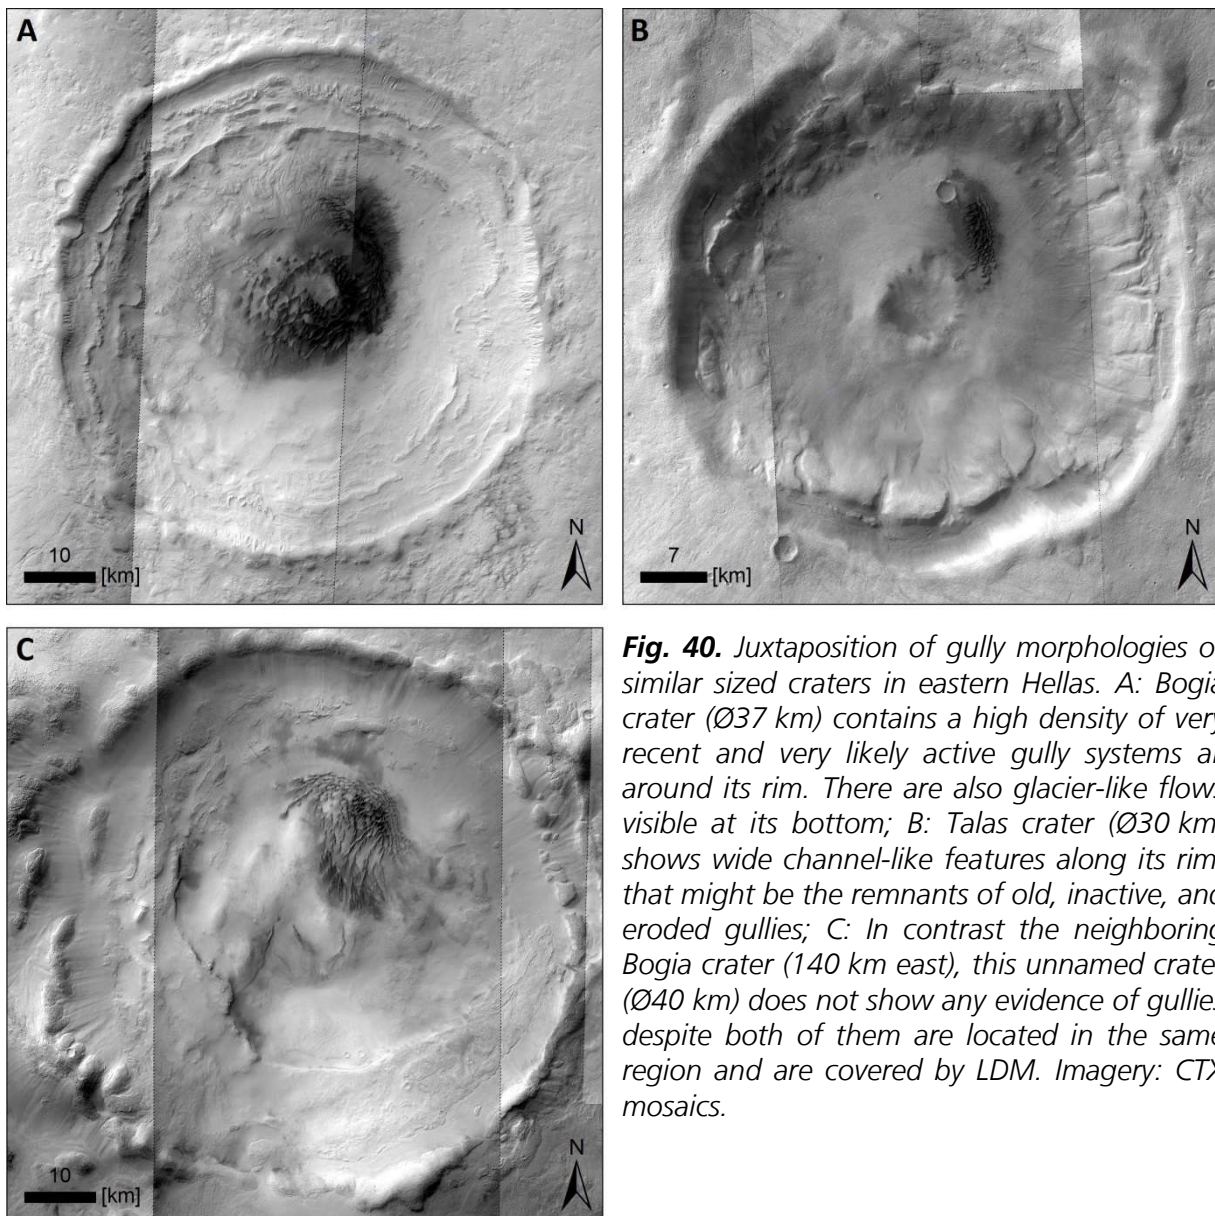 A
N
10
[km]
B
N
7
[km]
C
N
10
[km]
Fig. 40. Juxtaposition of gully morphologies o
similar sized craters in eastern Hellas. A: Bogia
crater (Ø37 km) contains a high density of very
recent and very likely active gully systems al
around its rim. There are also glacier-like flow
visible at its bottom; B: Talas crater (Ø30 km
shows wide channel-like features along its rim
that might be the remnants of old, inactive, and
eroded gullies; C: In contrast the neighboring
Bogia crater (140 km east), this unnamed crate
(Ø40 km) does not show any evidence of gullie
despite both of them are located in the same
region and are covered by LDM. Imagery: CTX
mosaics.